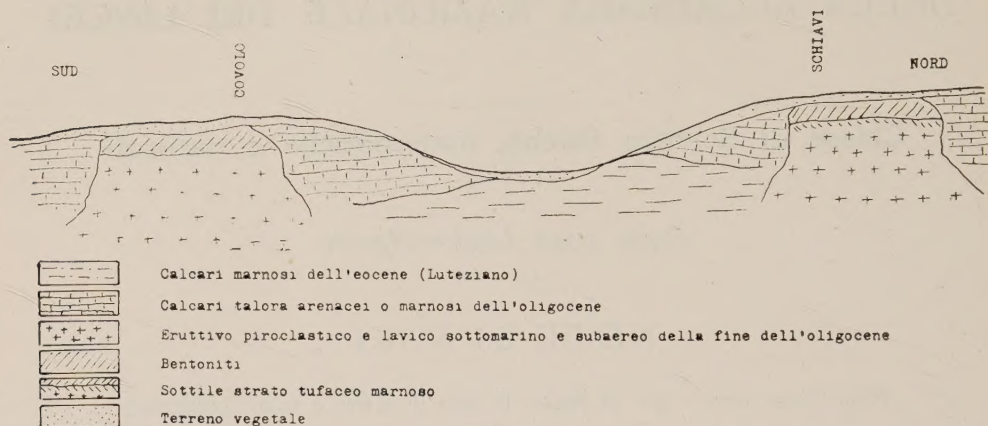 SUD
COVOLO
SCHIAVI
NORD
Calcari marnosi dell'eocene (Luteziano)
Calcari talora arenacei o marnosi dell'oligocene
Eruttivo piroclastico e lavico sottomarino e subaereo della fine dell'oligocene
Bentoniti
Sottile strato tufaceo marnoso
Terreno vegetale